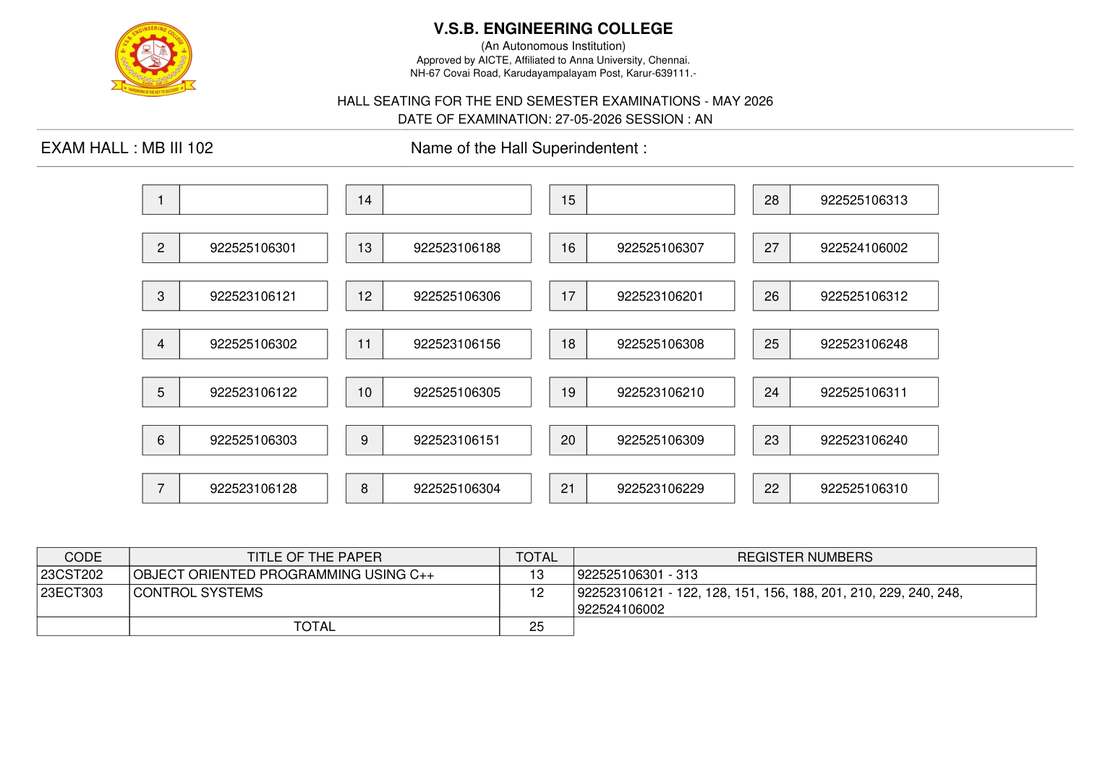 V.S.B. ENGINEERING COLLEGE
(An Autonomous Institution)
Approved by AICTE, Affiliated to Anna University, Chennai.
NH-67 Covai Road, Karudayampalayam Post, Karur-639111.-
HALL SEATING FOR THE END SEMESTER EXAMINATIONS - MAY 2026
DATE OF EXAMINATION: 27-05-2026 SESSION : AN
EXAM HALL : MB III 102 Name of the Hall Superindentent :
1 14 15 28 922525106313
2 922525106301 13 922523106188 16 922525106307 27 922524106002
3 922523106121 12 922525106306 17 922523106201 26 922525106312
4 922525106302 11 922523106156 18 922525106308 25 922523106248
5 922523106122 10 922525106305 19 922523106210 24 922525106311
6 922525106303 9 922523106151 20 922525106309 23 922523106240
7 922523106128 8 922525106304 21 922523106229 22 922525106310
CODE TITLE OF THE PAPER TOTAL REGISTER NUMBERS
23CST202 OBJECT ORIENTED PROGRAMMING USING C++ 13 922525106301 - 313
23ECT303 CONTROL SYSTEMS 12 922523106121 - 122, 128, 151, 156, 188, 201, 210, 229, 240, 248,
922524106002
TOTAL 25